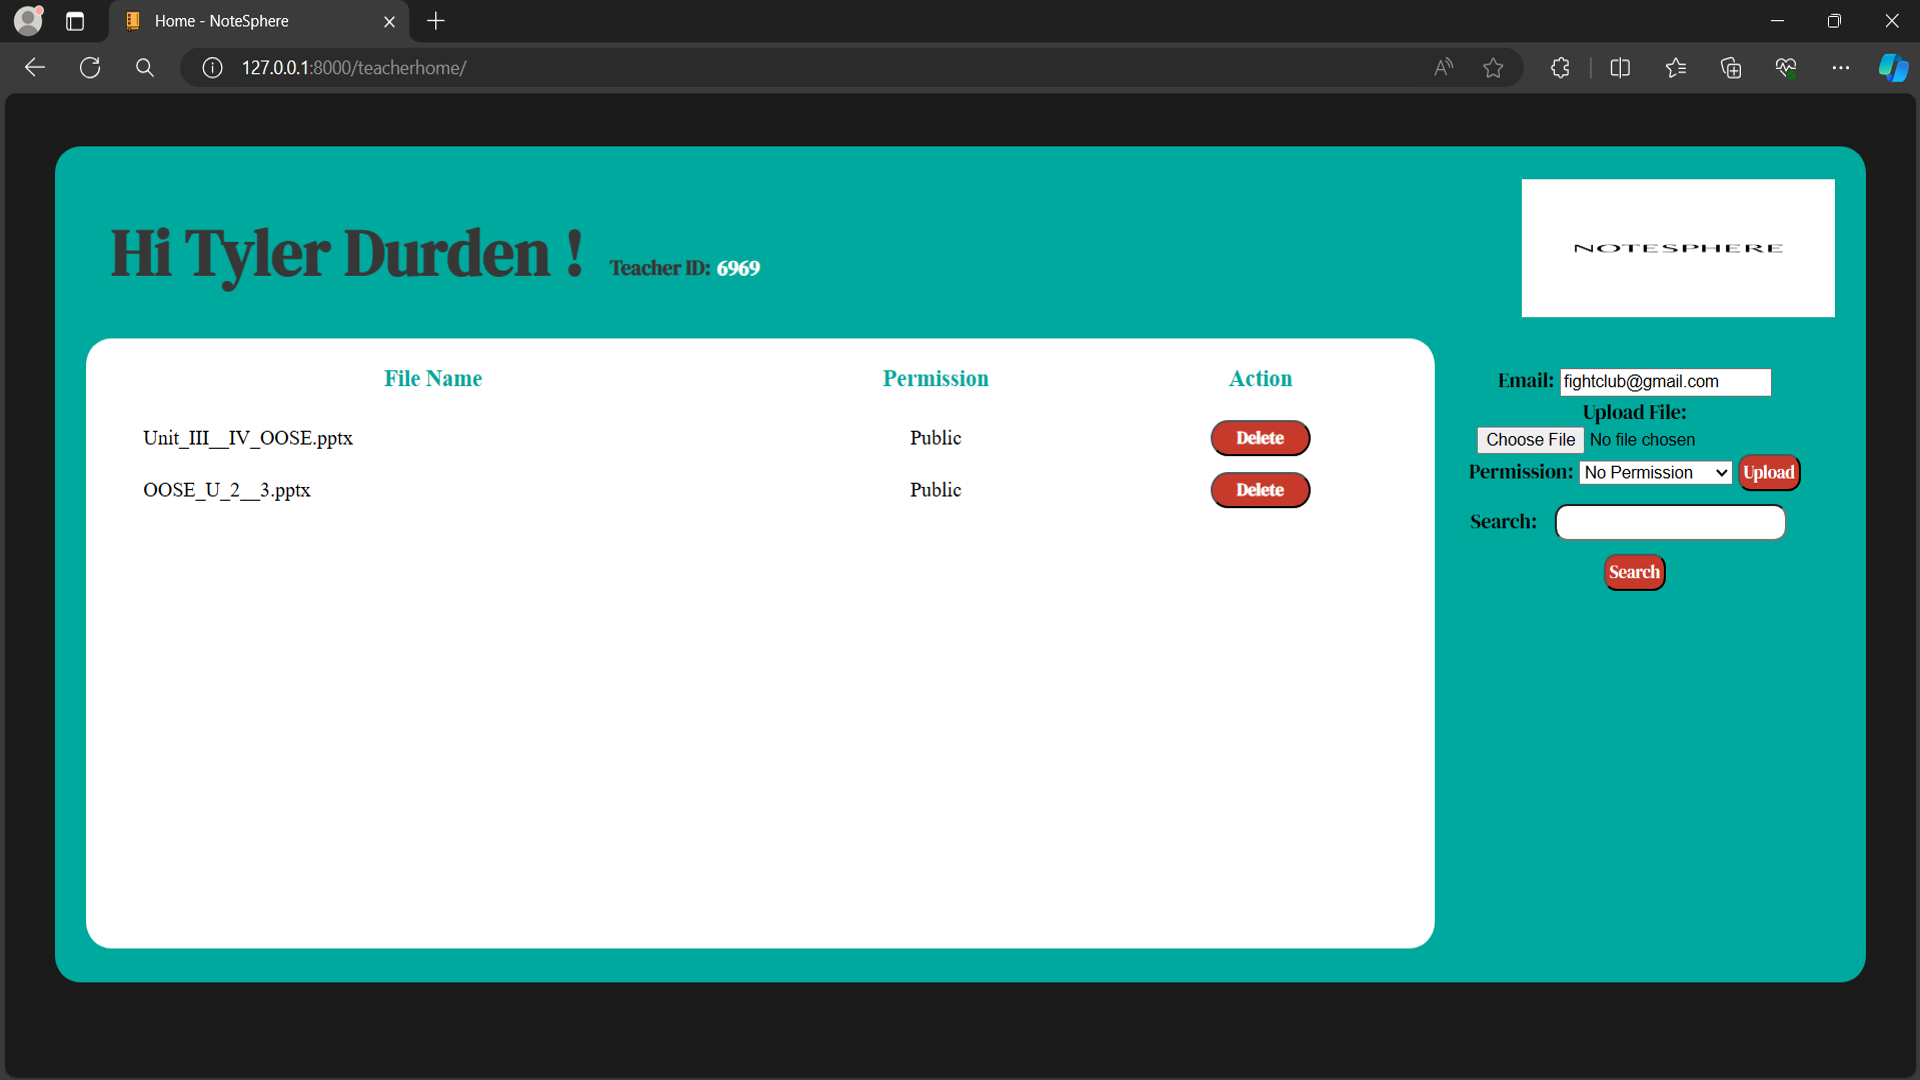 Home - NoteSphere
127.0.0.1:8000/teacherhome/
Hi Tyler Durden !
Teacher ID: 6969
NOTESPHERE
File Name Permission Action
Unit_III__IV_OOSE.pptx Public Delete
OOSE_U_2__3.pptx Public Delete
Email: fightclub@gmail.com
Upload File:
Choose File No file chosen
Permission: No Permission Upload
Search:
Search